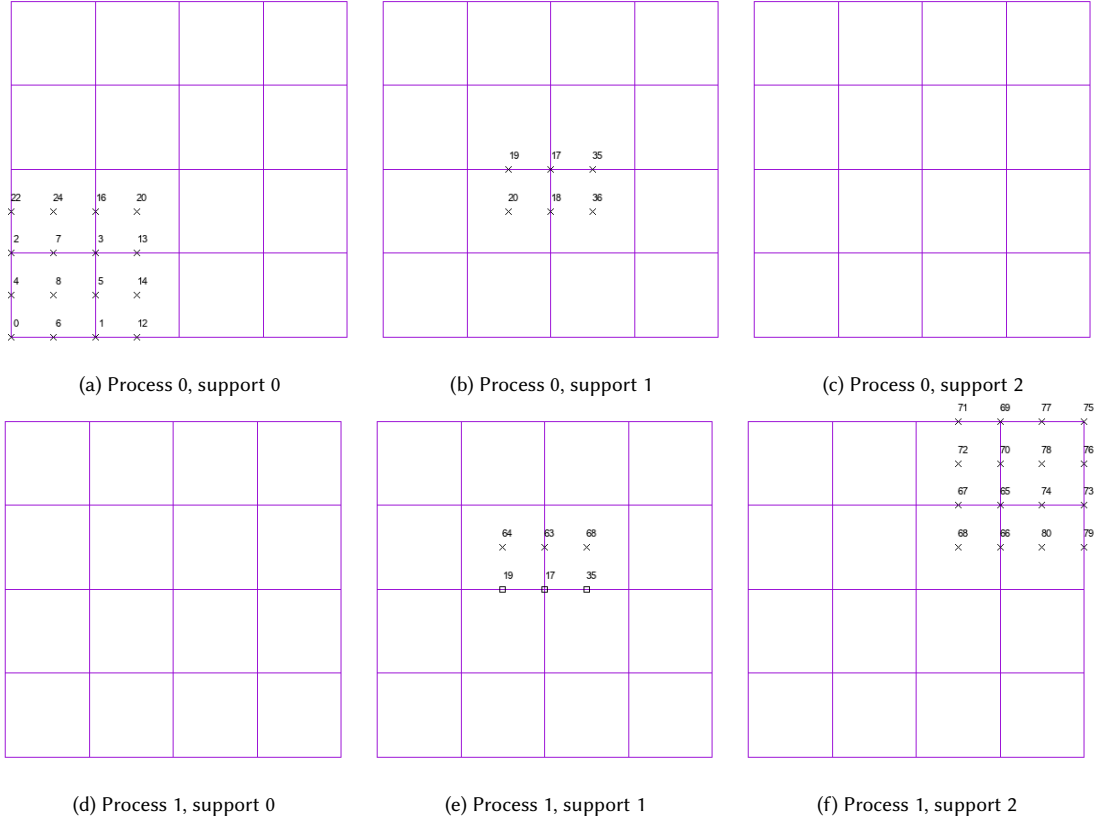 19 17 35
22 24 16 20
20 18 36
2 7 3 13
4 8 5 14
0 6 1 12
(a) Process 0, support 0
(b) Process 0, support 1
(c) Process 0, support 2
71 69 77 75
72 70 78 76
67 65 74 73
64 63 68
68 66 80 79
19 17 35
(d) Process 1, support 0
(e) Process 1, support 1
(f) Process 1, support 2